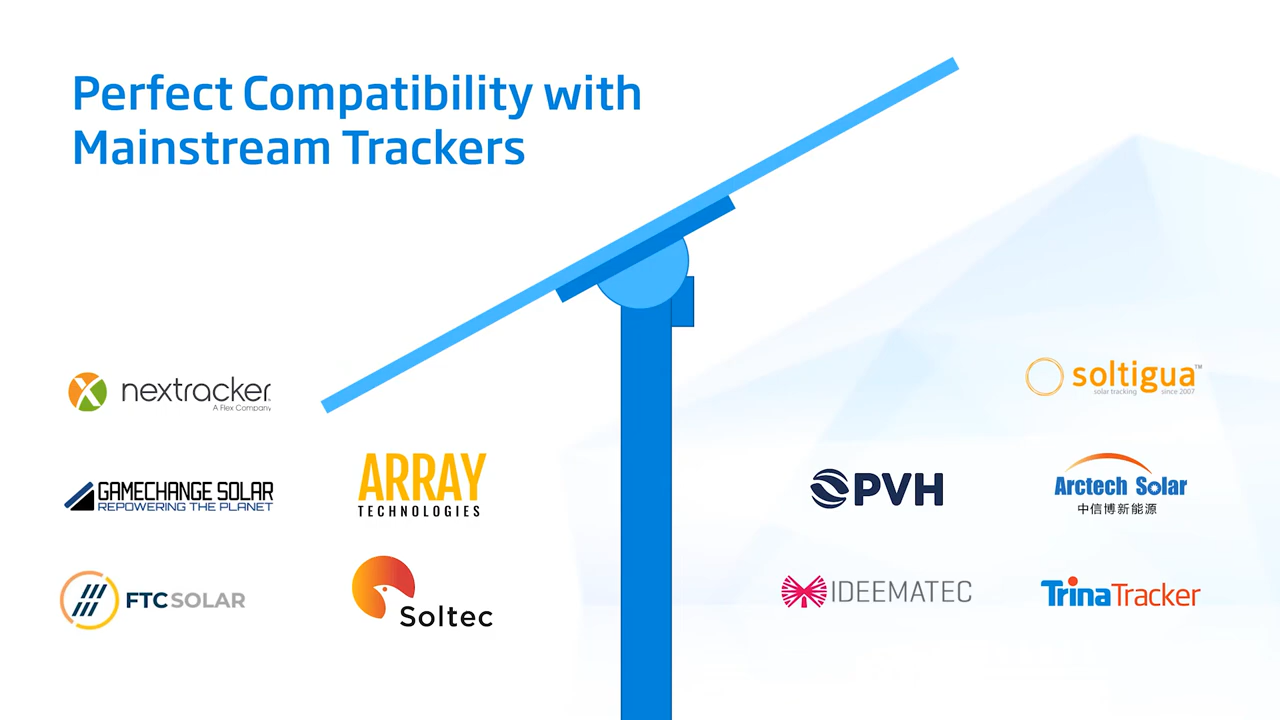 Perfect Compatibility with
Mainstream Trackers
nextracker
A Flex Company
GAMECHANGE SOLAR
REPOWERING THE PLANET
FTC SOLAR
ARRAY
TECHNOLOGIES
Soltec
soltigua™
solar tracking since 2007
PVH
Arctech Solar
中信博新能源
IDEEMATEC
TrinaTracker